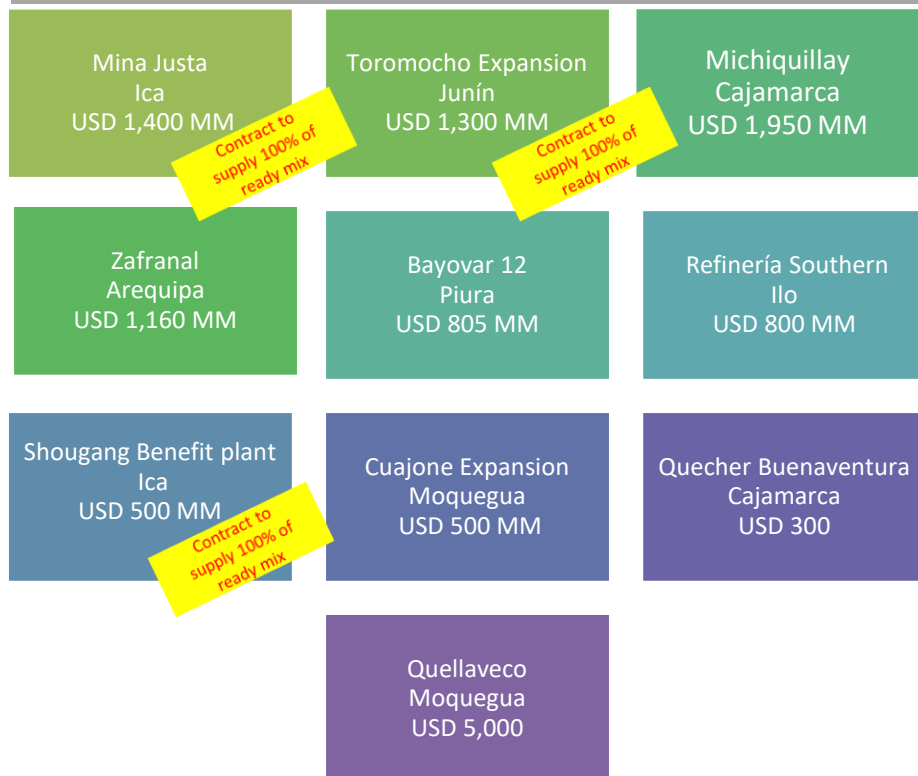 Mina Justa
Ica
USD 1,400 MM
Contract to
supply 100% of
ready mix
Toromocho Expansion
Junín
USD 1,300 MM
Contract to
supply 100% of
ready mix
Michiquillay
Cajamarca
USD 1,950 MM
Zafranal
Arequipa
USD 1,160 MM
Bayovar 12
Piura
USD 805 MM
Refinería Southern
Ilo
USD 800 MM
Shougang Benefit plant
Ica
USD 500 MM
Contract to
supply 100% of
ready mix
Cuajone Expansion
Moquegua
USD 500 MM
Quecher Buenaventura
Cajamarca
USD 300
Quellaveco
Moquegua
USD 5,000